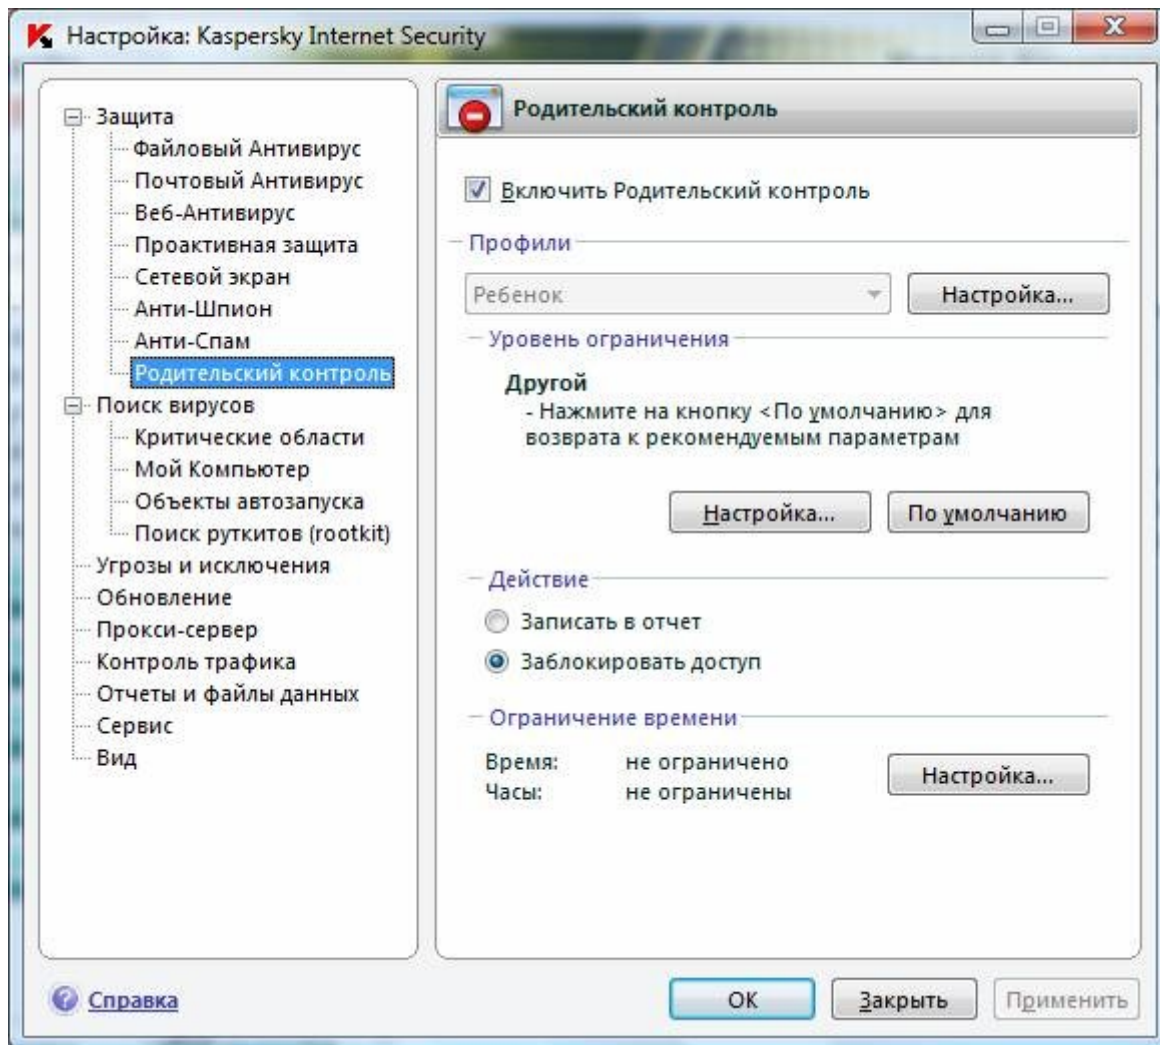 Настройка: Kaspersky Internet Security
Защита
Файловый Антивирус
Почтовый Антивирус
Веб-Антивирус
Проактивная защита
Сетевой экран
Анти-Шпион
Анти-Спам
Родительский контроль
Поиск вирусов
Критические области
Мой Компьютер
Объекты автозапуска
Поиск руткитов (rootkit)
Угрозы и исключения
Обновление
Прокси-сервер
Контроль трафика
Отчеты и файлы данных
Сервис
Вид
Родительский контроль
Включить Родительский контроль
Профили
Ребенок Настройка...
Уровень ограничения
Другой
- Нажмите на кнопку <По умолчанию> для
возврата к рекомендуемым параметрам
Настройка... По умолчанию
Действие
Записать в отчет
Заблокировать доступ
Ограничение времени
Время: не ограничено
Часы: не ограничены
Настройка...
Справка
ОК Закрыть Применить